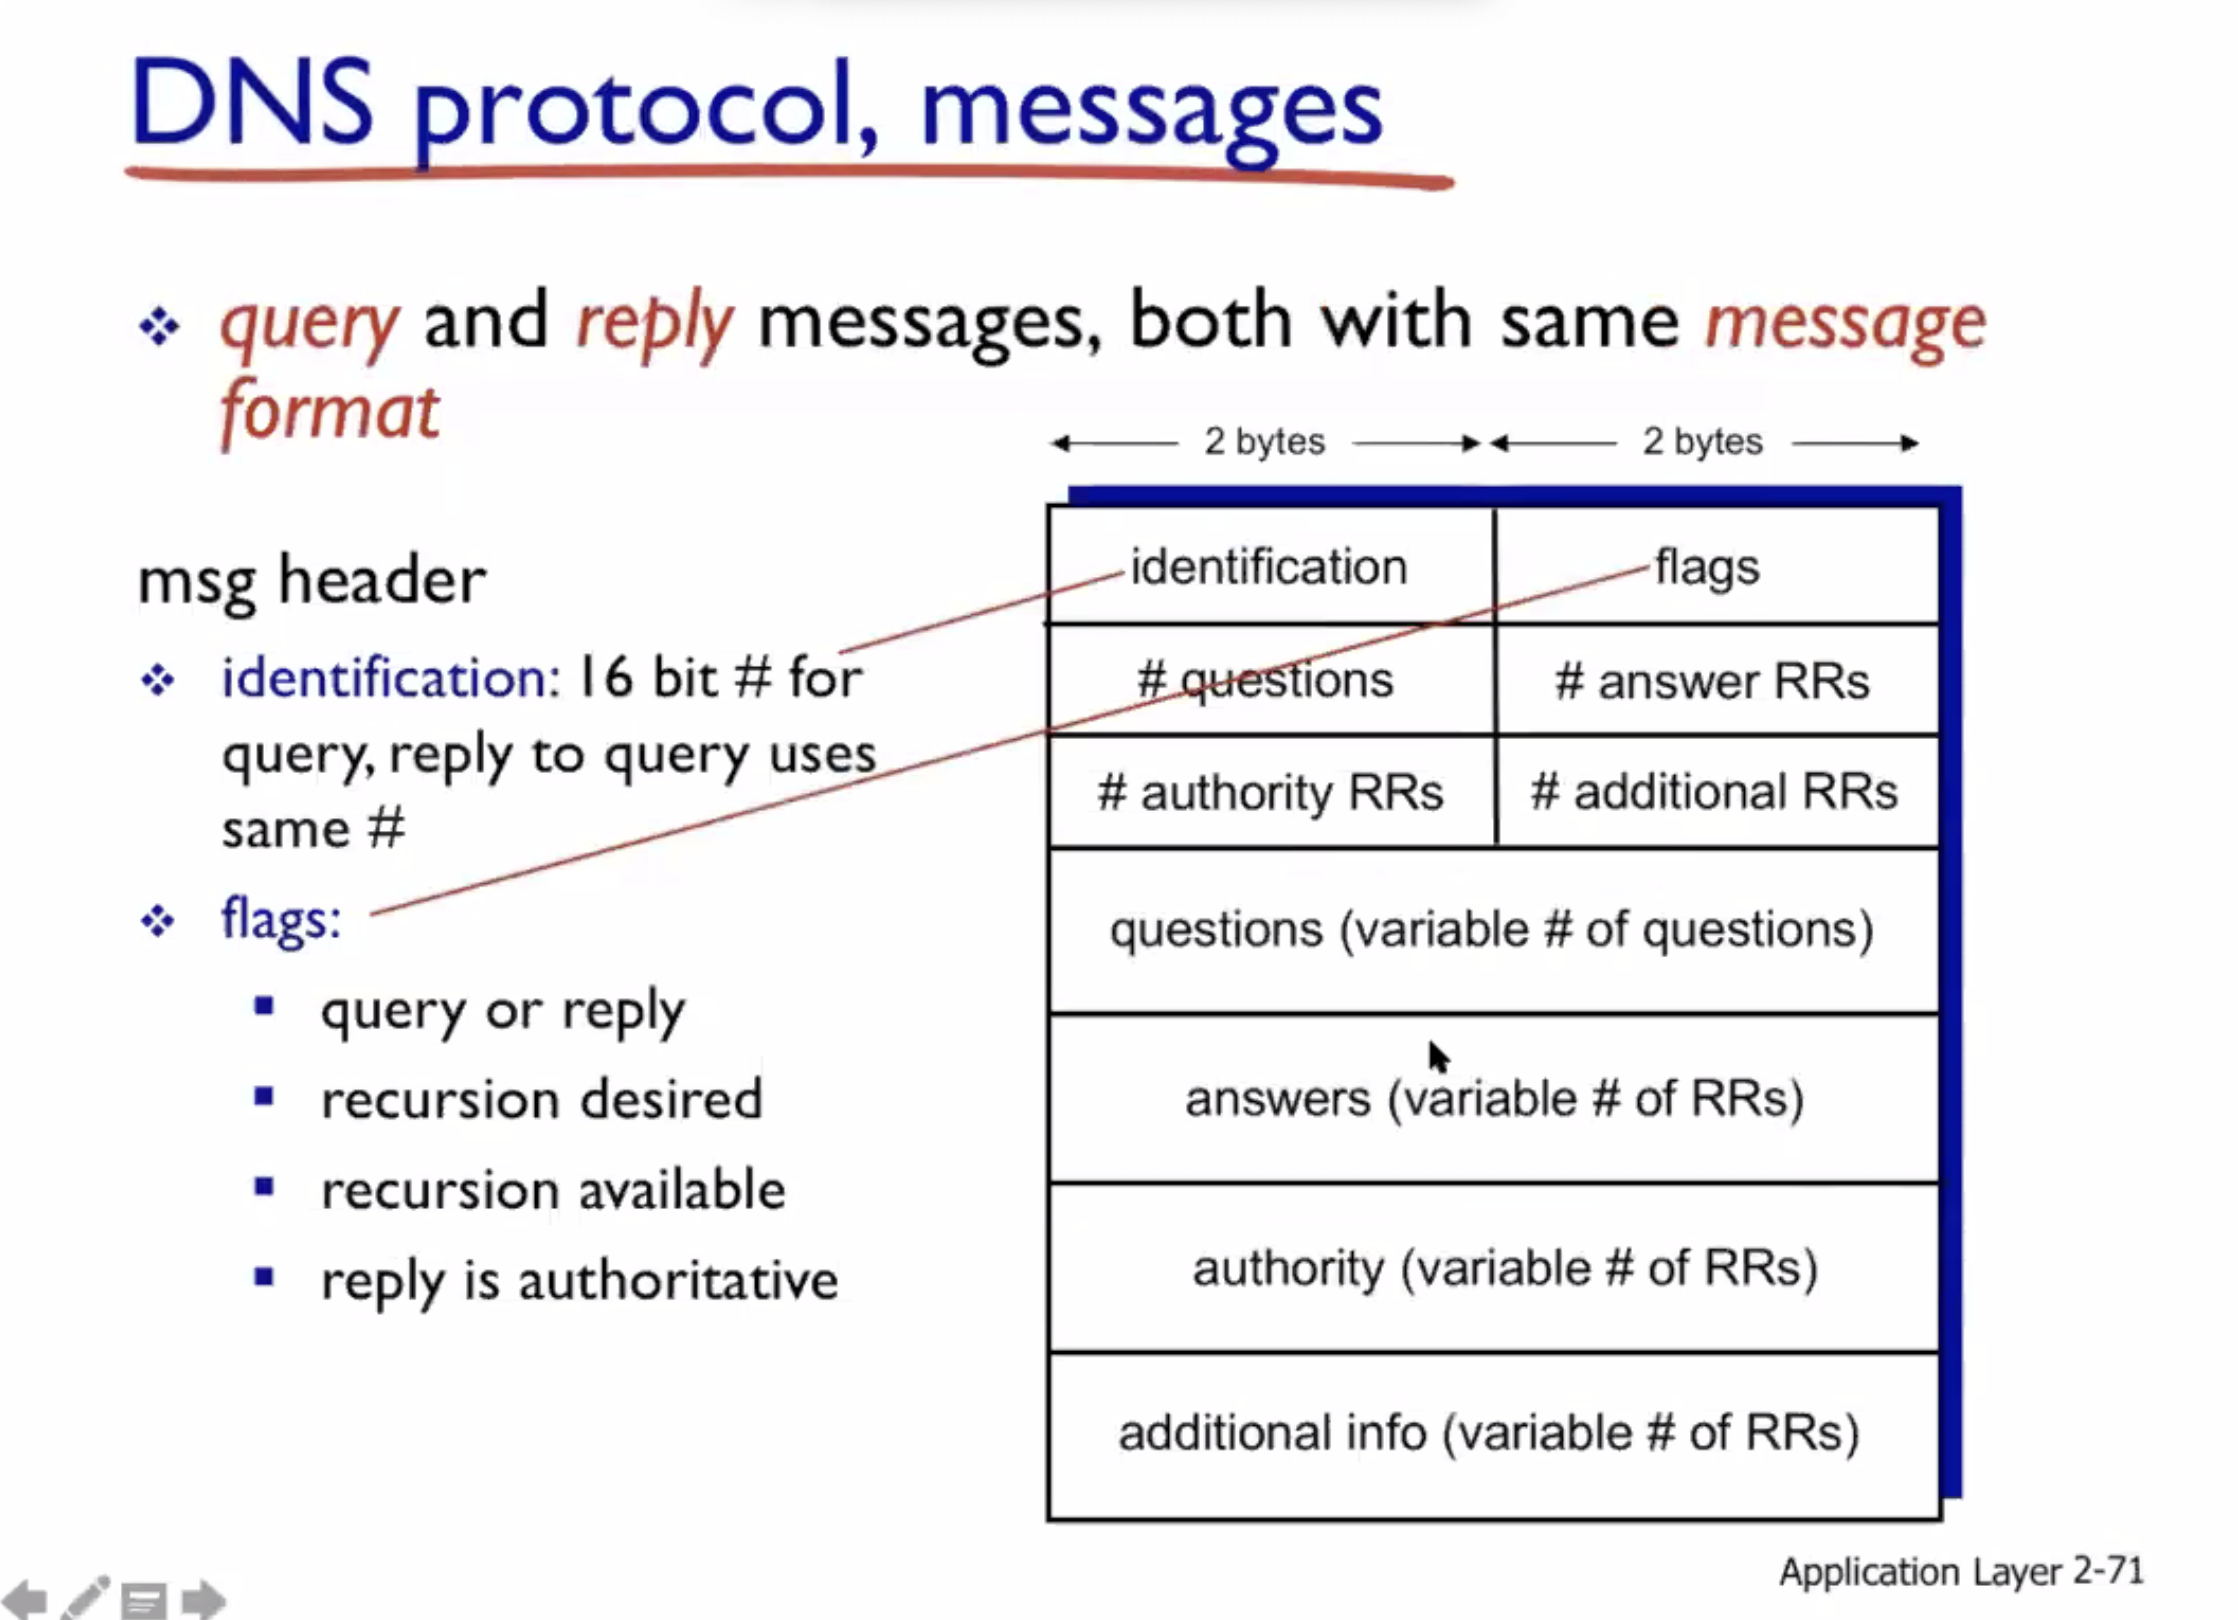 DNS protocol, messages
query and reply messages, both with same message
format
msg header
identification: 16 bit # for
query, reply to query uses
same #
flags:
query or reply
recursion desired
recursion available
reply is authoritative
2 bytes 2 bytes
identification flags
# questions # answer RRs
# authority RRs # additional RRs
questions (variable # of questions)
answers (variable # of RRs)
authority (variable # of RRs)
additional info (variable # of RRs)
Application Layer 2-71